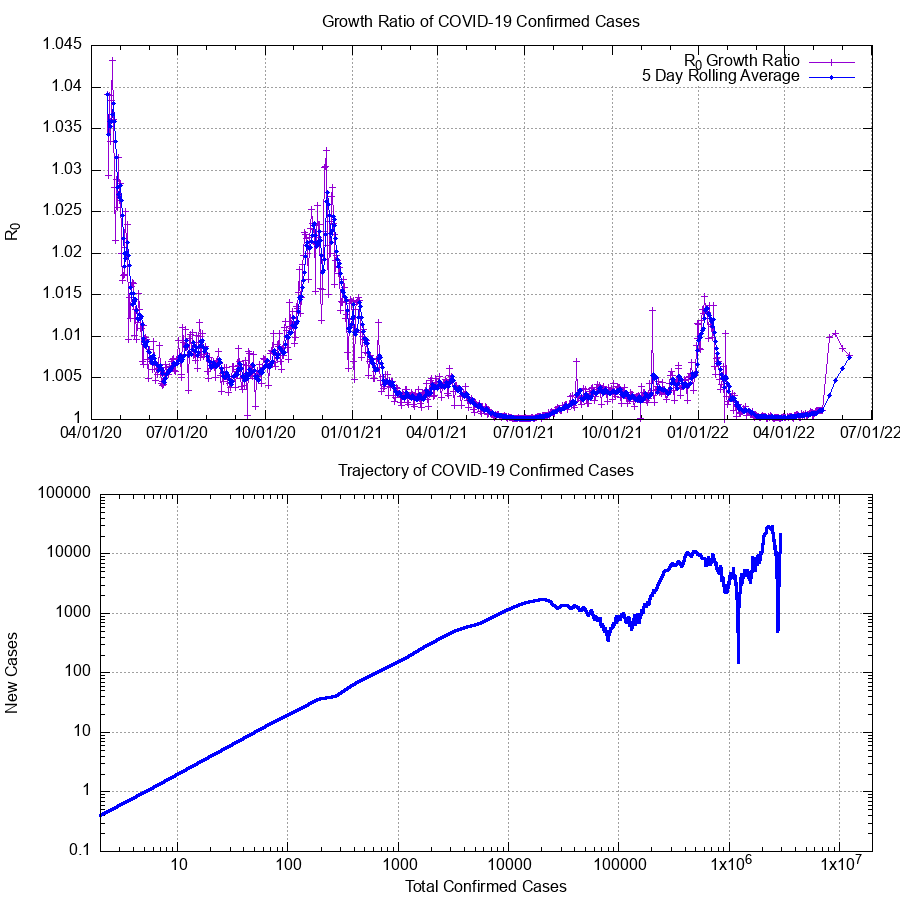 Growth Ratio of COVID-19 Confirmed Cases
1.045
1.04
1.035
1.03
1.025
1.02
1.015
1.01
1.005
1
R0
R0 Growth Ratio
5 Day Rolling Average
04/01/20 07/01/20 10/01/20 01/01/21 04/01/21 07/01/21 10/01/21 01/01/22 04/01/22 07/01/22
Trajectory of COVID-19 Confirmed Cases
100000
10000
1000
100
10
1
0.1
New Cases
10 100 1000 10000 100000 1x10^6 1x10^7
Total Confirmed Cases